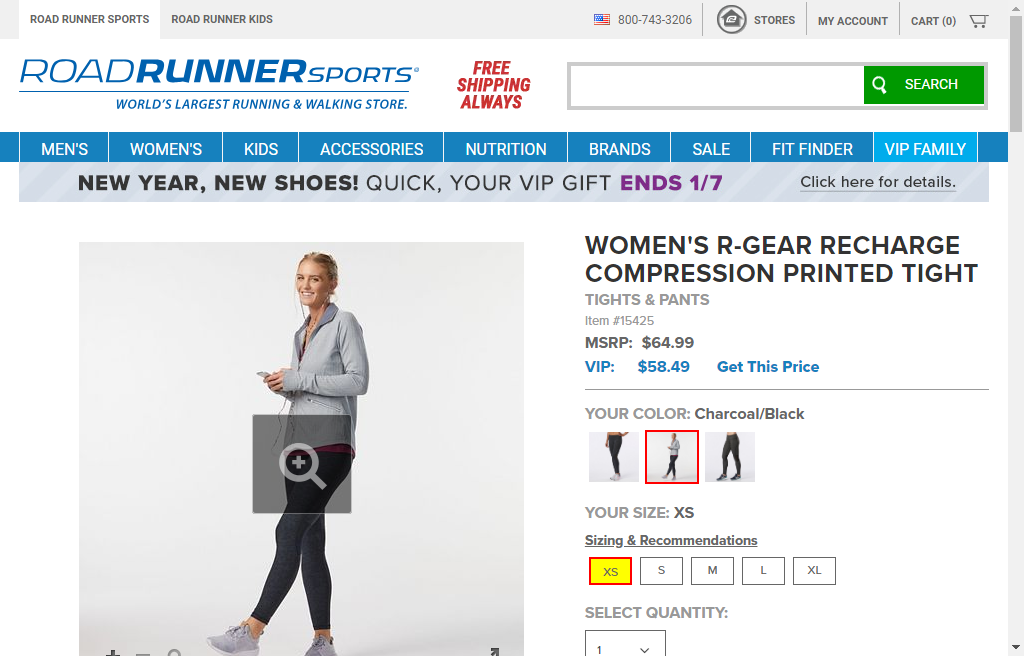 ROAD RUNNER SPORTS
ROAD RUNNER KIDS
800-743-3206
STORES
MY ACCOUNT
CART (0)
ROADRUNNERSPORTS®
WORLD'S LARGEST RUNNING & WALKING STORE.
FREE
SHIPPING
ALWAYS
SEARCH
MEN'S
WOMEN'S
KIDS
ACCESSORIES
NUTRITION
BRANDS
SALE
FIT FINDER
VIP FAMILY
NEW YEAR, NEW SHOES! QUICK, YOUR VIP GIFT ENDS 1/7
Click here for details.
WOMEN'S R-GEAR RECHARGE
COMPRESSION PRINTED TIGHT
TIGHTS & PANTS
Item #15425
MSRP: $64.99
VIP: $58.49 Get This Price
YOUR COLOR: Charcoal/Black
YOUR SIZE: XS
Sizing & Recommendations
XS
S
M
L
XL
SELECT QUANTITY:
1